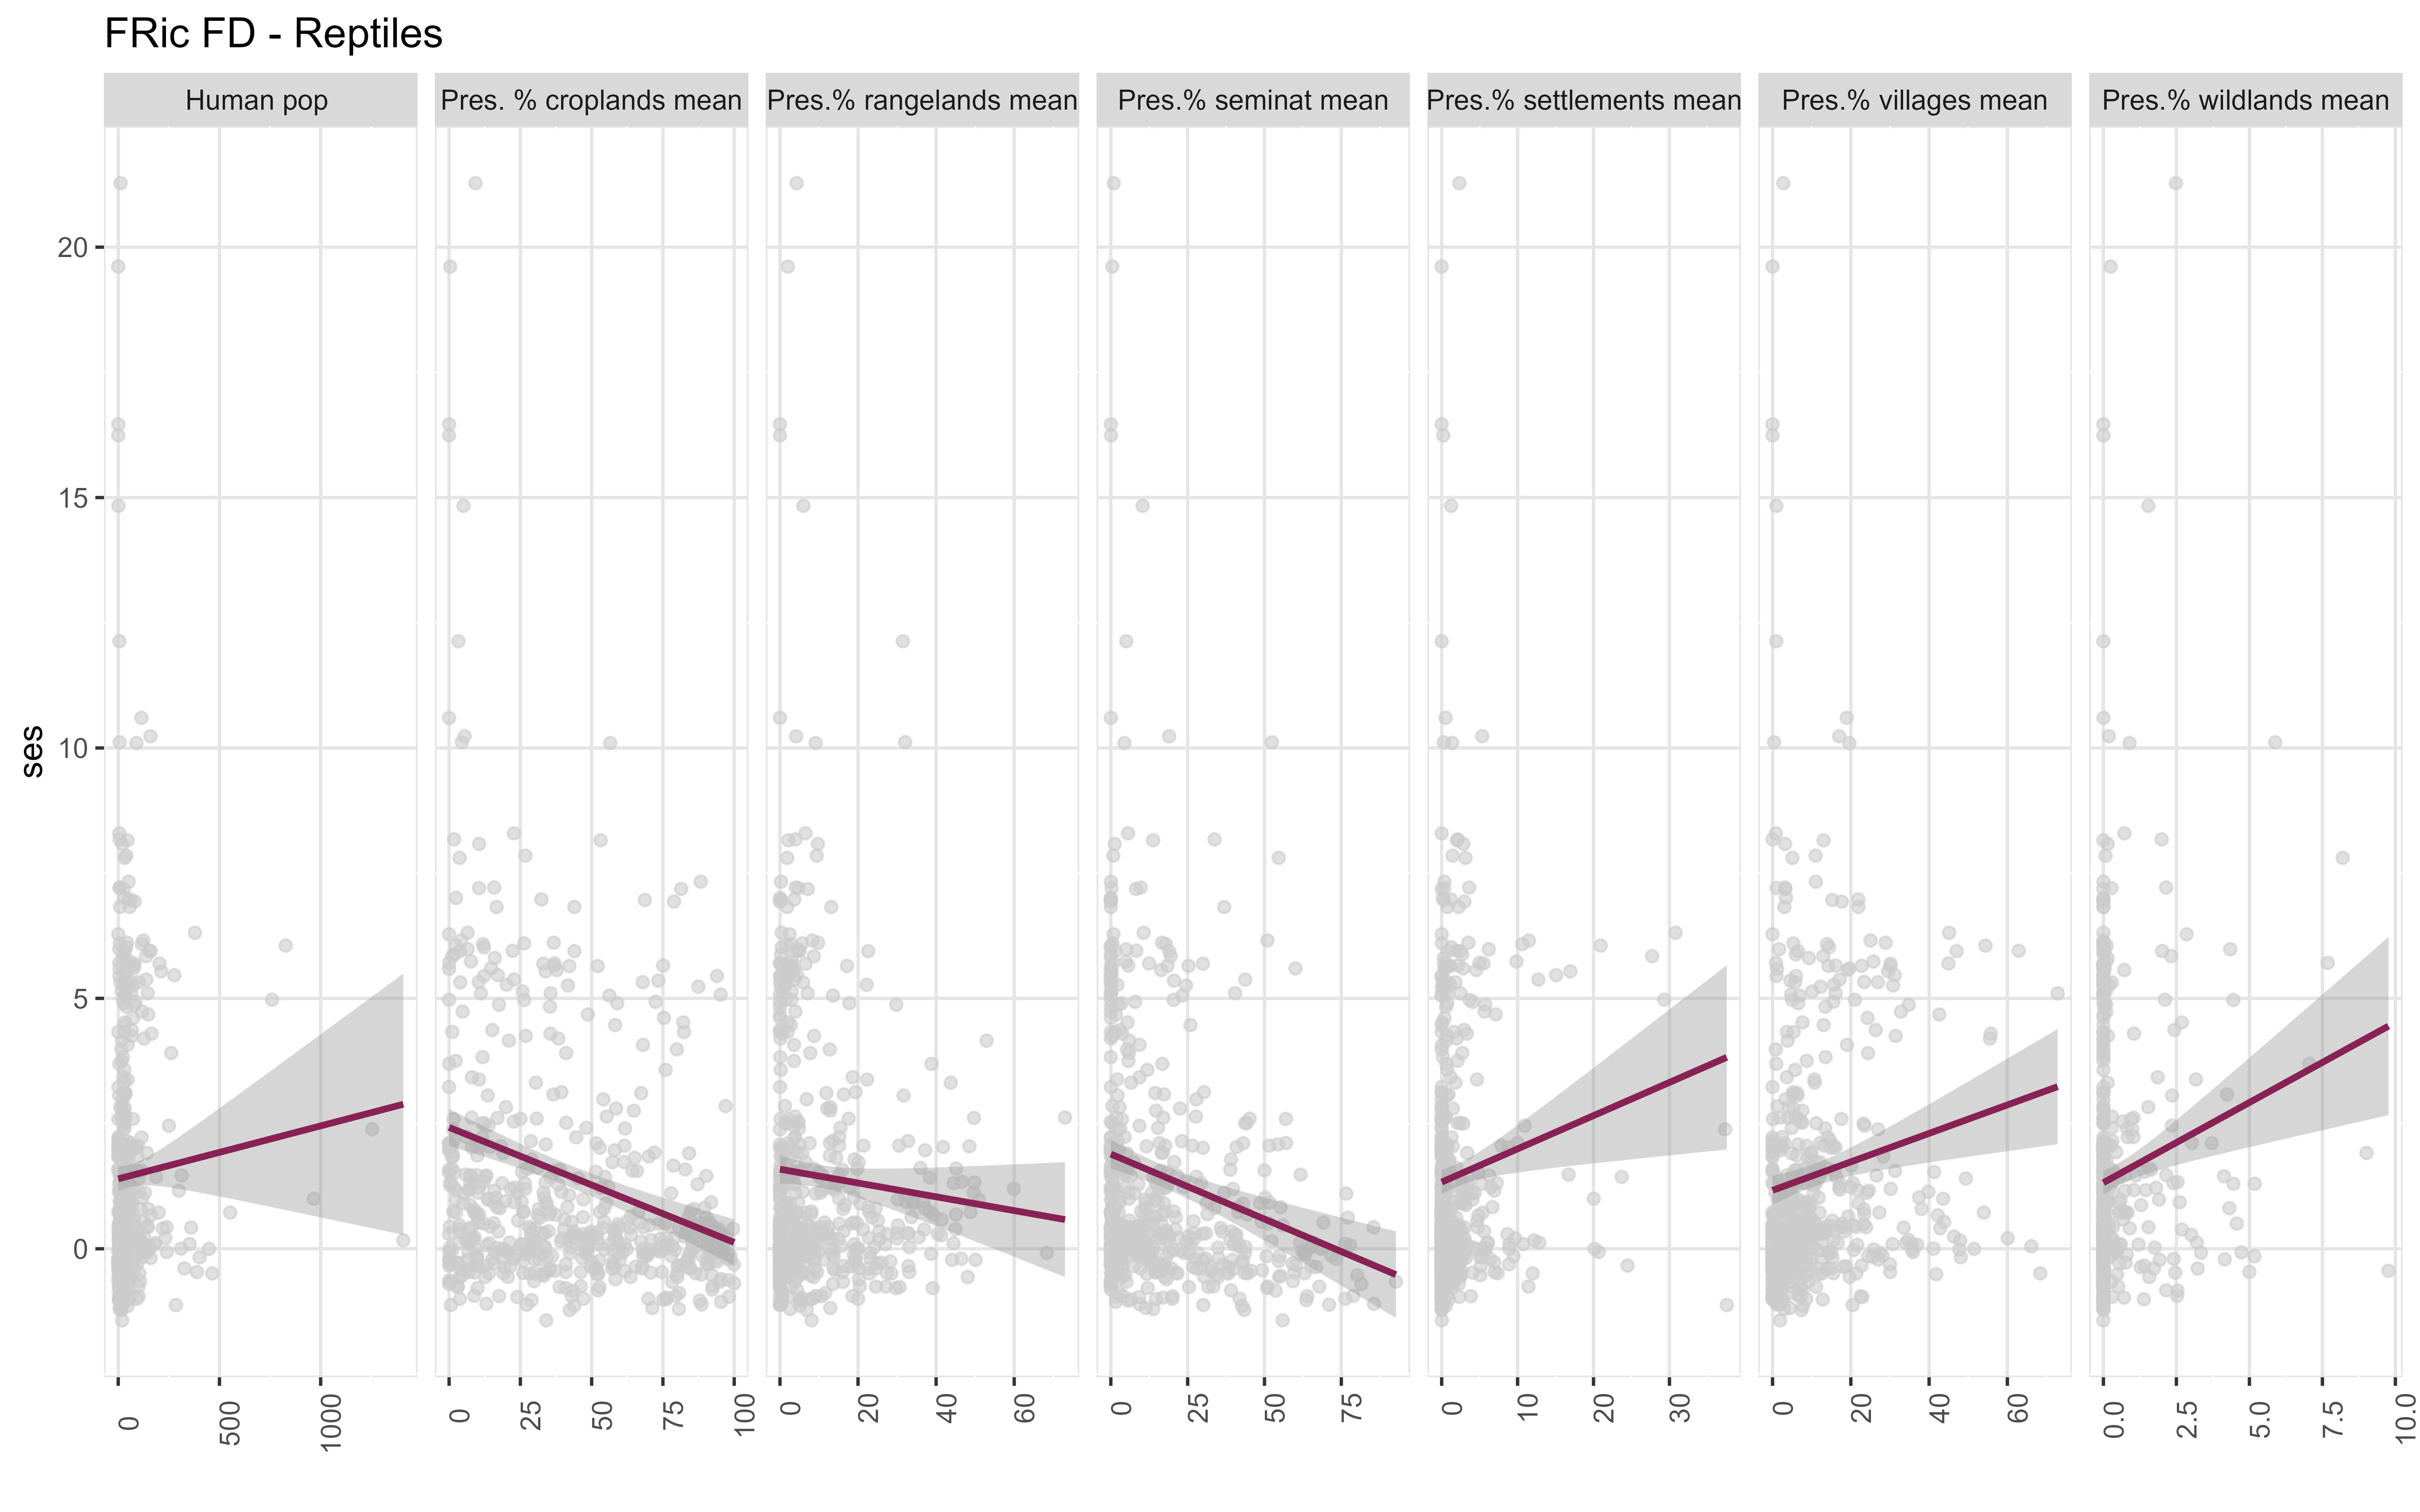 FRic FD - Reptiles
Human pop
Pres. % croplands mean
Pres.% rangelands mean
Pres.% seminat mean
Pres.% settlements mean
Pres.% villages mean
Pres.% wildlands mean
ses
20
15
10
5
0
0 500 1000
0 25 50 75 100
0 20 40 60
0 25 50 75
0 10 20 30
0 20 40 60
0.0 2.5 5.0 7.5 10.0